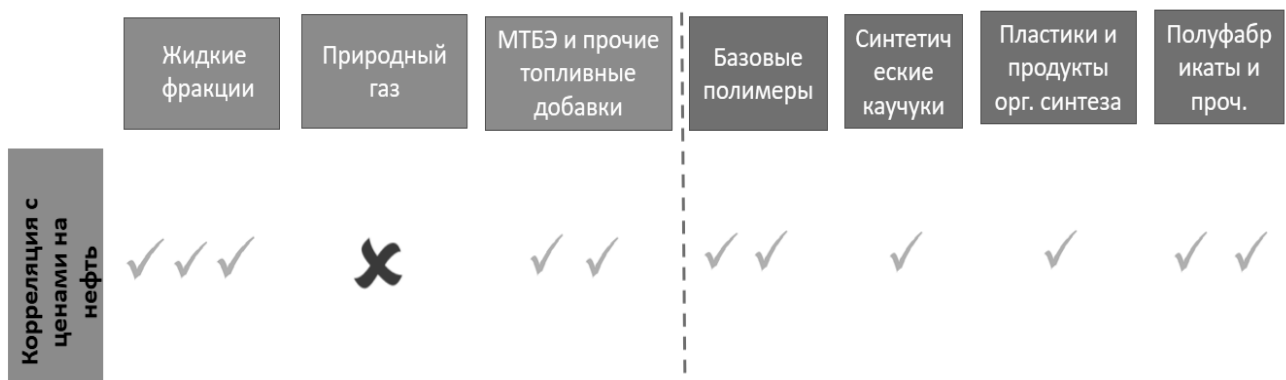 Жидкие
фракции
Природный
газ
МТБЭ и прочие
топливные
добавки
Базовые
полимеры
Синтетич
еские
каучуки
Пластики и
продукты
орг. синтеза
Полуфабр
икаты и
проч.
Корреляция с
ценами на
нефть